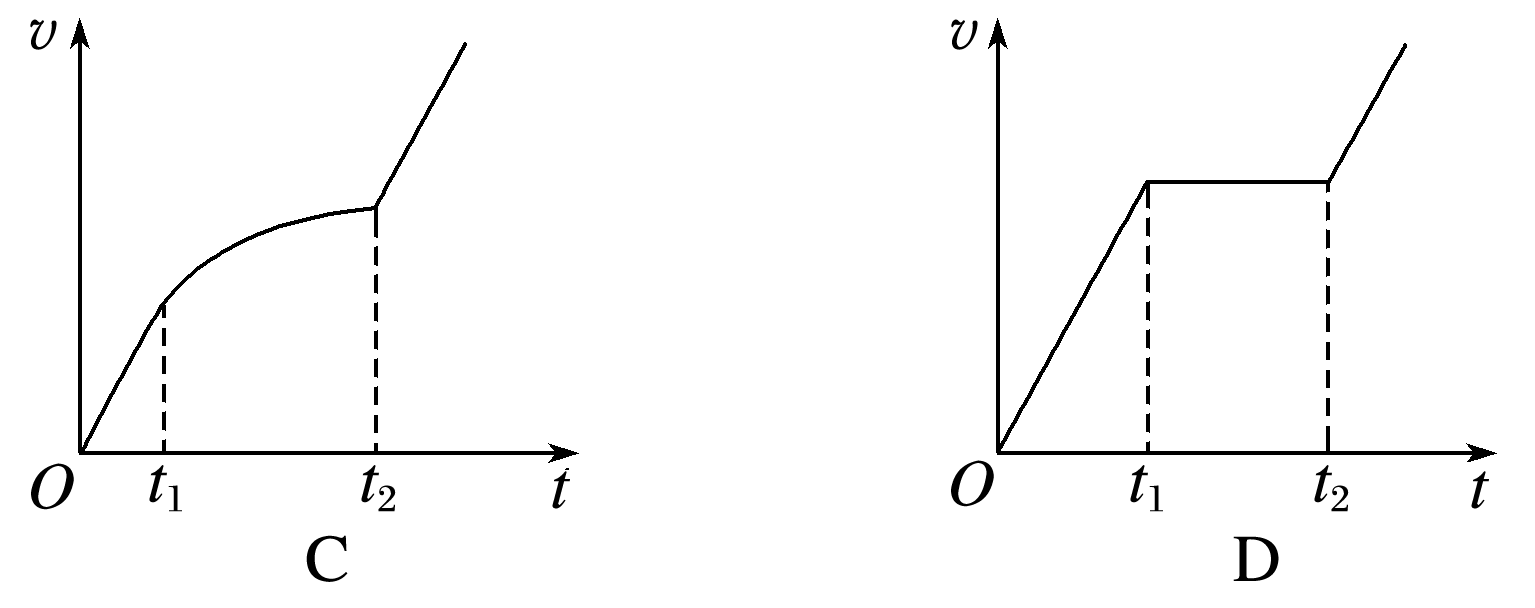 v v
O t₁ t₂ t O t₁ t₂ t
C D